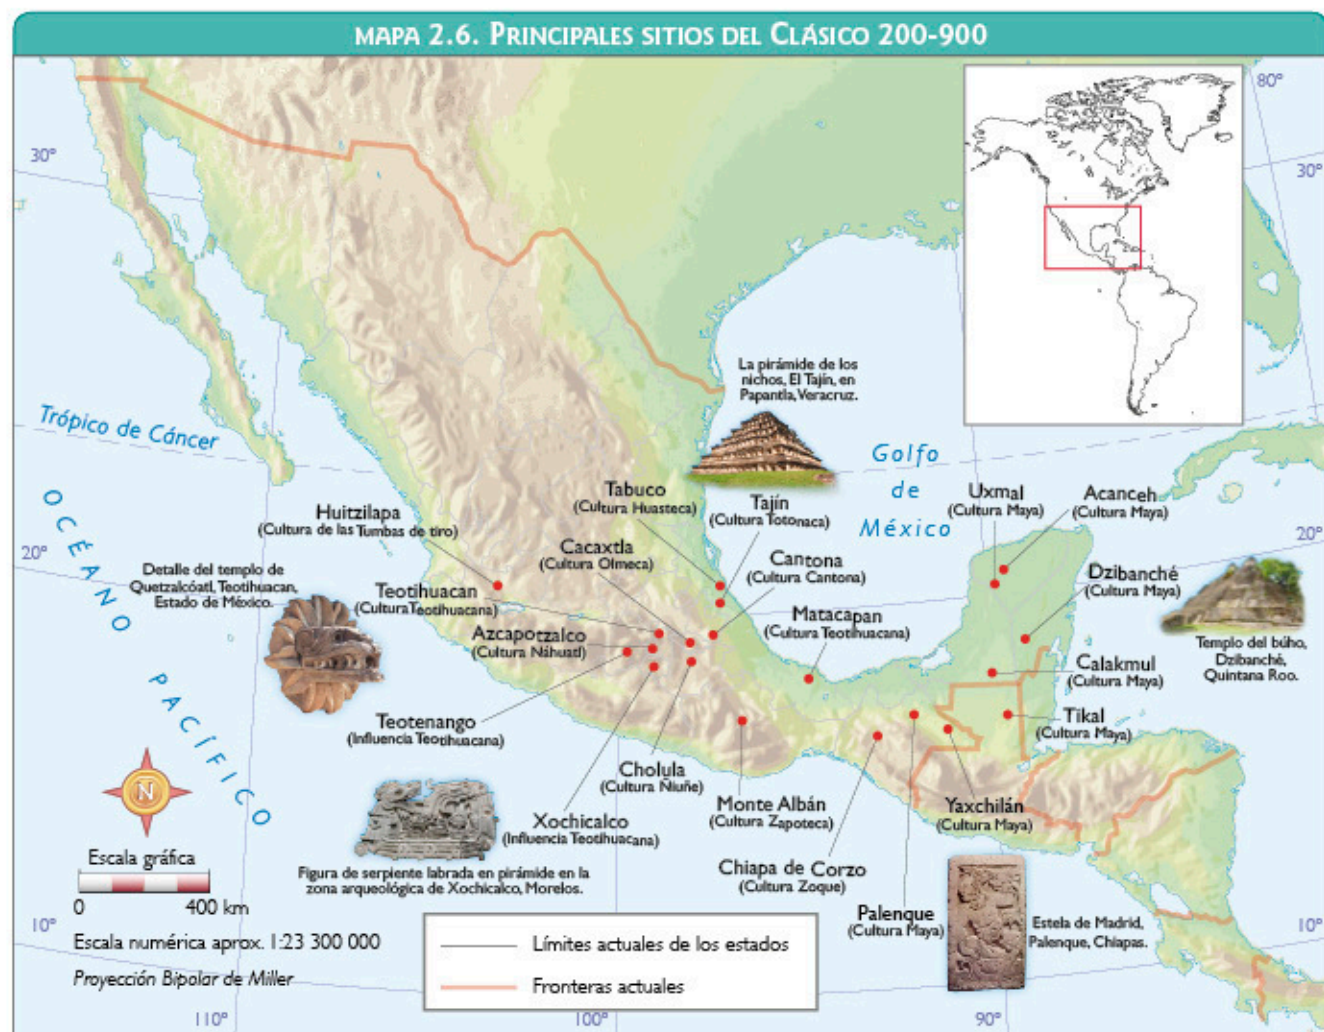 MAPA 2.6. PRINCIPALES SITIOS DEL CLÁSICO 200-900
80°
30°
30°
La pirámide de los
nichos, El Tajín, en
Papantla, Veracruz.
Trópico de Cáncer
Golfo
de
México
OCÉANO PACÍFICO
Huitzilapa
(Cultura de las Tumbas de tiro)
Tabuco
(Cultura Huasteca)
Tajín
(Cultura Totonaca)
Uxmal
(Cultura Maya)
Acanceh
(Cultura Maya)
20°
20°
Cacaxtla
(Cultura Olmeca)
Cantona
(Cultura Cantona)
Dzibanché
(Cultura Maya)
Detalle del templo de
Quetzalcóatl, Teotihuacan,
Estado de México.
Teotihuacan
(Cultura Teotihuacana)
Matacapan
(Cultura Teotihuacana)
Azcapotzalco
(Cultura Náhuatl)
Templo del búho,
Dzibanché,
Quintana Roo.
Calakmul
(Cultura Maya)
Teotenango
(Influencia Teotihuacana)
Tikal
(Cultura Maya)
Cholula
(Cultura Ñiuñe)
Monte Albán
(Cultura Zapoteca)
Yaxchilán
(Cultura Maya)
Xochicalco
(Influencia Teotihuacana)
Chiapa de Corzo
(Cultura Zoque)
Palenque
(Cultura Maya)
Figura de serpiente labrada en pirámide en la
zona arqueológica de Xochicalco, Morelos.
Estela de Madrid,
Palenque, Chiapas.
Ñ
Escala gráfica
0 400 km
10°
10°
Escala numérica aprox. 1:23 300 000
Proyección Bipolar de Miller
Límites actuales de los estados
Fronteras actuales
110°
100°
90°